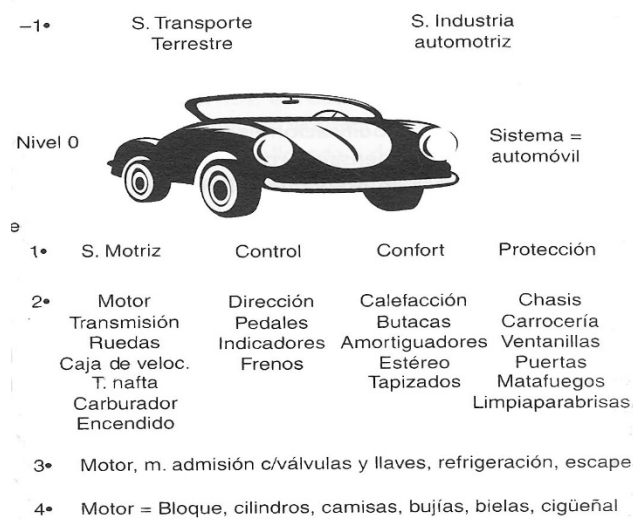 –1• S. Transporte S. Industria
Terrestre automotriz
Nivel 0 Sistema =
automóvil
e
1• S. Motriz Control Confort Protección
2• Motor Dirección Calefacción Chasis
Transmisión Pedales Butacas Carrocería
Ruedas Indicadores Amortiguadores Ventanillas
Caja de veloc. Frenos Estéreo Puertas
T. nafta Tapizados Matafuegos
Carburador Limpiaparabrisas
Encendido
3• Motor, m. admisión c/válvulas y llaves, refrigeración, escape
4• Motor = Bloque, cilindros, camisas, bujías, bielas, cigüeñal